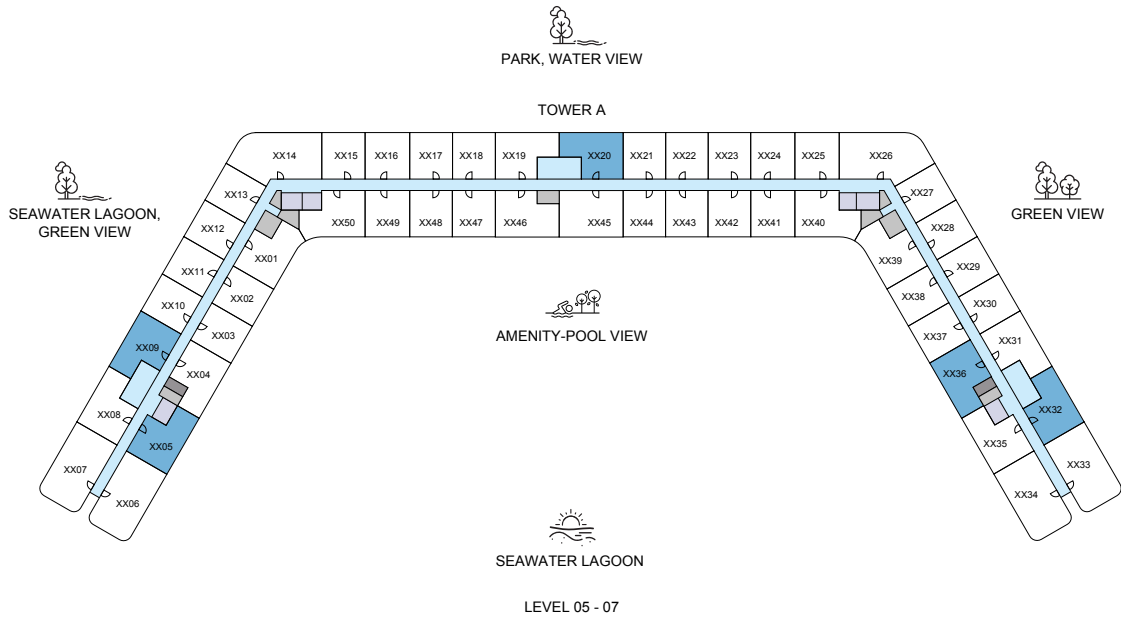 PARK, WATER VIEW
TOWER A
XX14
XX15
XX16
XX17
XX18
XX19
XX20
XX21
XX22
XX23
XX24
XX25
XX26
XX13
XX27
SEAWATER LAGOON,
GREEN VIEW
GREEN VIEW
XX12
XX50
XX49
XX48
XX47
XX46
XX45
XX44
XX43
XX42
XX41
XX40
XX28
XX01
XX39
XX11
XX29
XX02
XX38
XX10
XX30
XX03
XX37
AMENITY-POOL VIEW
XX09
XX31
XX04
XX36
XX08
XX32
XX05
XX35
XX07
XX33
XX06
XX34
SEAWATER LAGOON
LEVEL 05 - 07